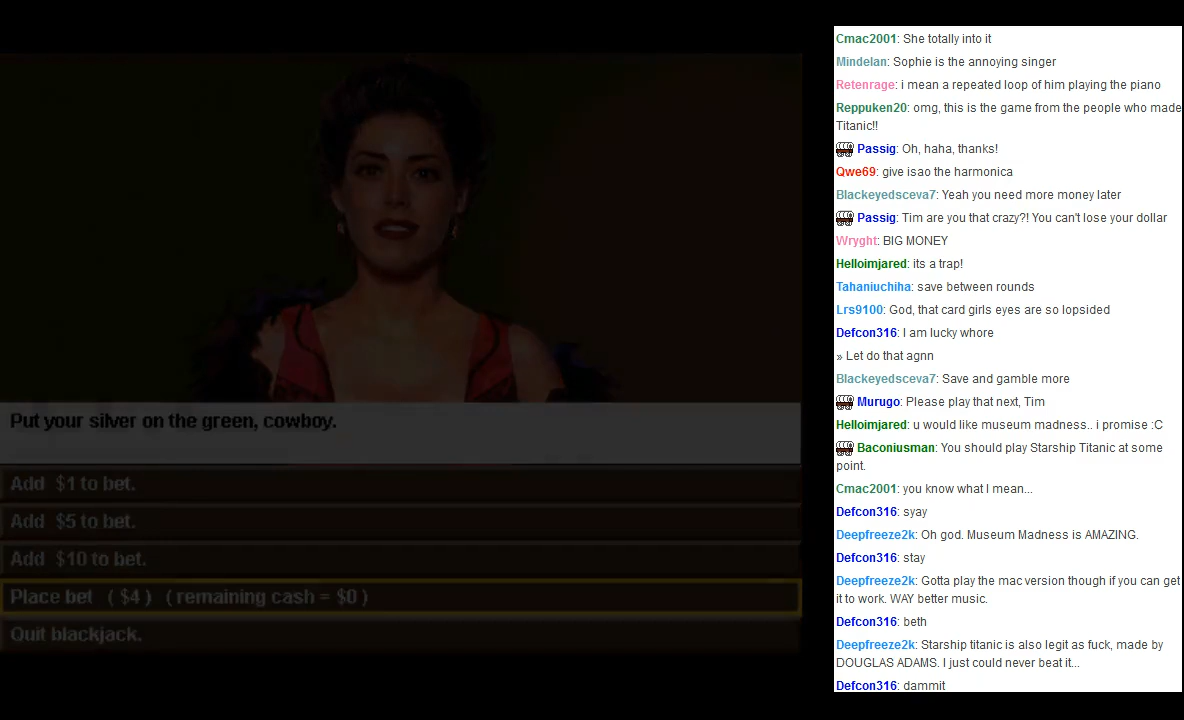 Put your silver on the green, cowboy.
Add $1 to bet.
Add $5 to bet.
Add $10 to bet.
Place bet ( $4 ) ( remaining cash = $0 )
Quit blackjack.
Cmac2001: She totally into it
Mindelan: Sophie is the annoying singer
Retenrage: i mean a repeated loop of him playing the piano
Reppuken20: omg, this is the game from the people who made
Titanic!!
Passig: Oh, haha, thanks!
Qwe69: give isao the harmonica
Blackeyedsceva7: Yeah you need more money later
Passig: Tim are you that crazy?! You can't lose your dollar
Wryght: BIG MONEY
Helloimjared: its a trap!
Tahaniuchiha: save between rounds
Lrs9100: God, that card girls eyes are so lopsided
Defcon316: I am lucky whore
» Let do that agnn
Blackeyedsceva7: Save and gamble more
Murugo: Please play that next, Tim
Helloimjared: u would like museum madness.. i promise :C
Baconiusman: You should play Starship Titanic at some
point.
Cmac2001: you know what I mean...
Defcon316: syay
Deepfreeze2k: Oh god. Museum Madness is AMAZING.
Defcon316: stay
Deepfreeze2k: Gotta play the mac version though if you can get
it to work. WAY better music.
Defcon316: beth
Deepfreeze2k: Starship titanic is also legit as fuck, made by
DOUGLAS ADAMS. I just could never beat it...
Defcon316: dammit